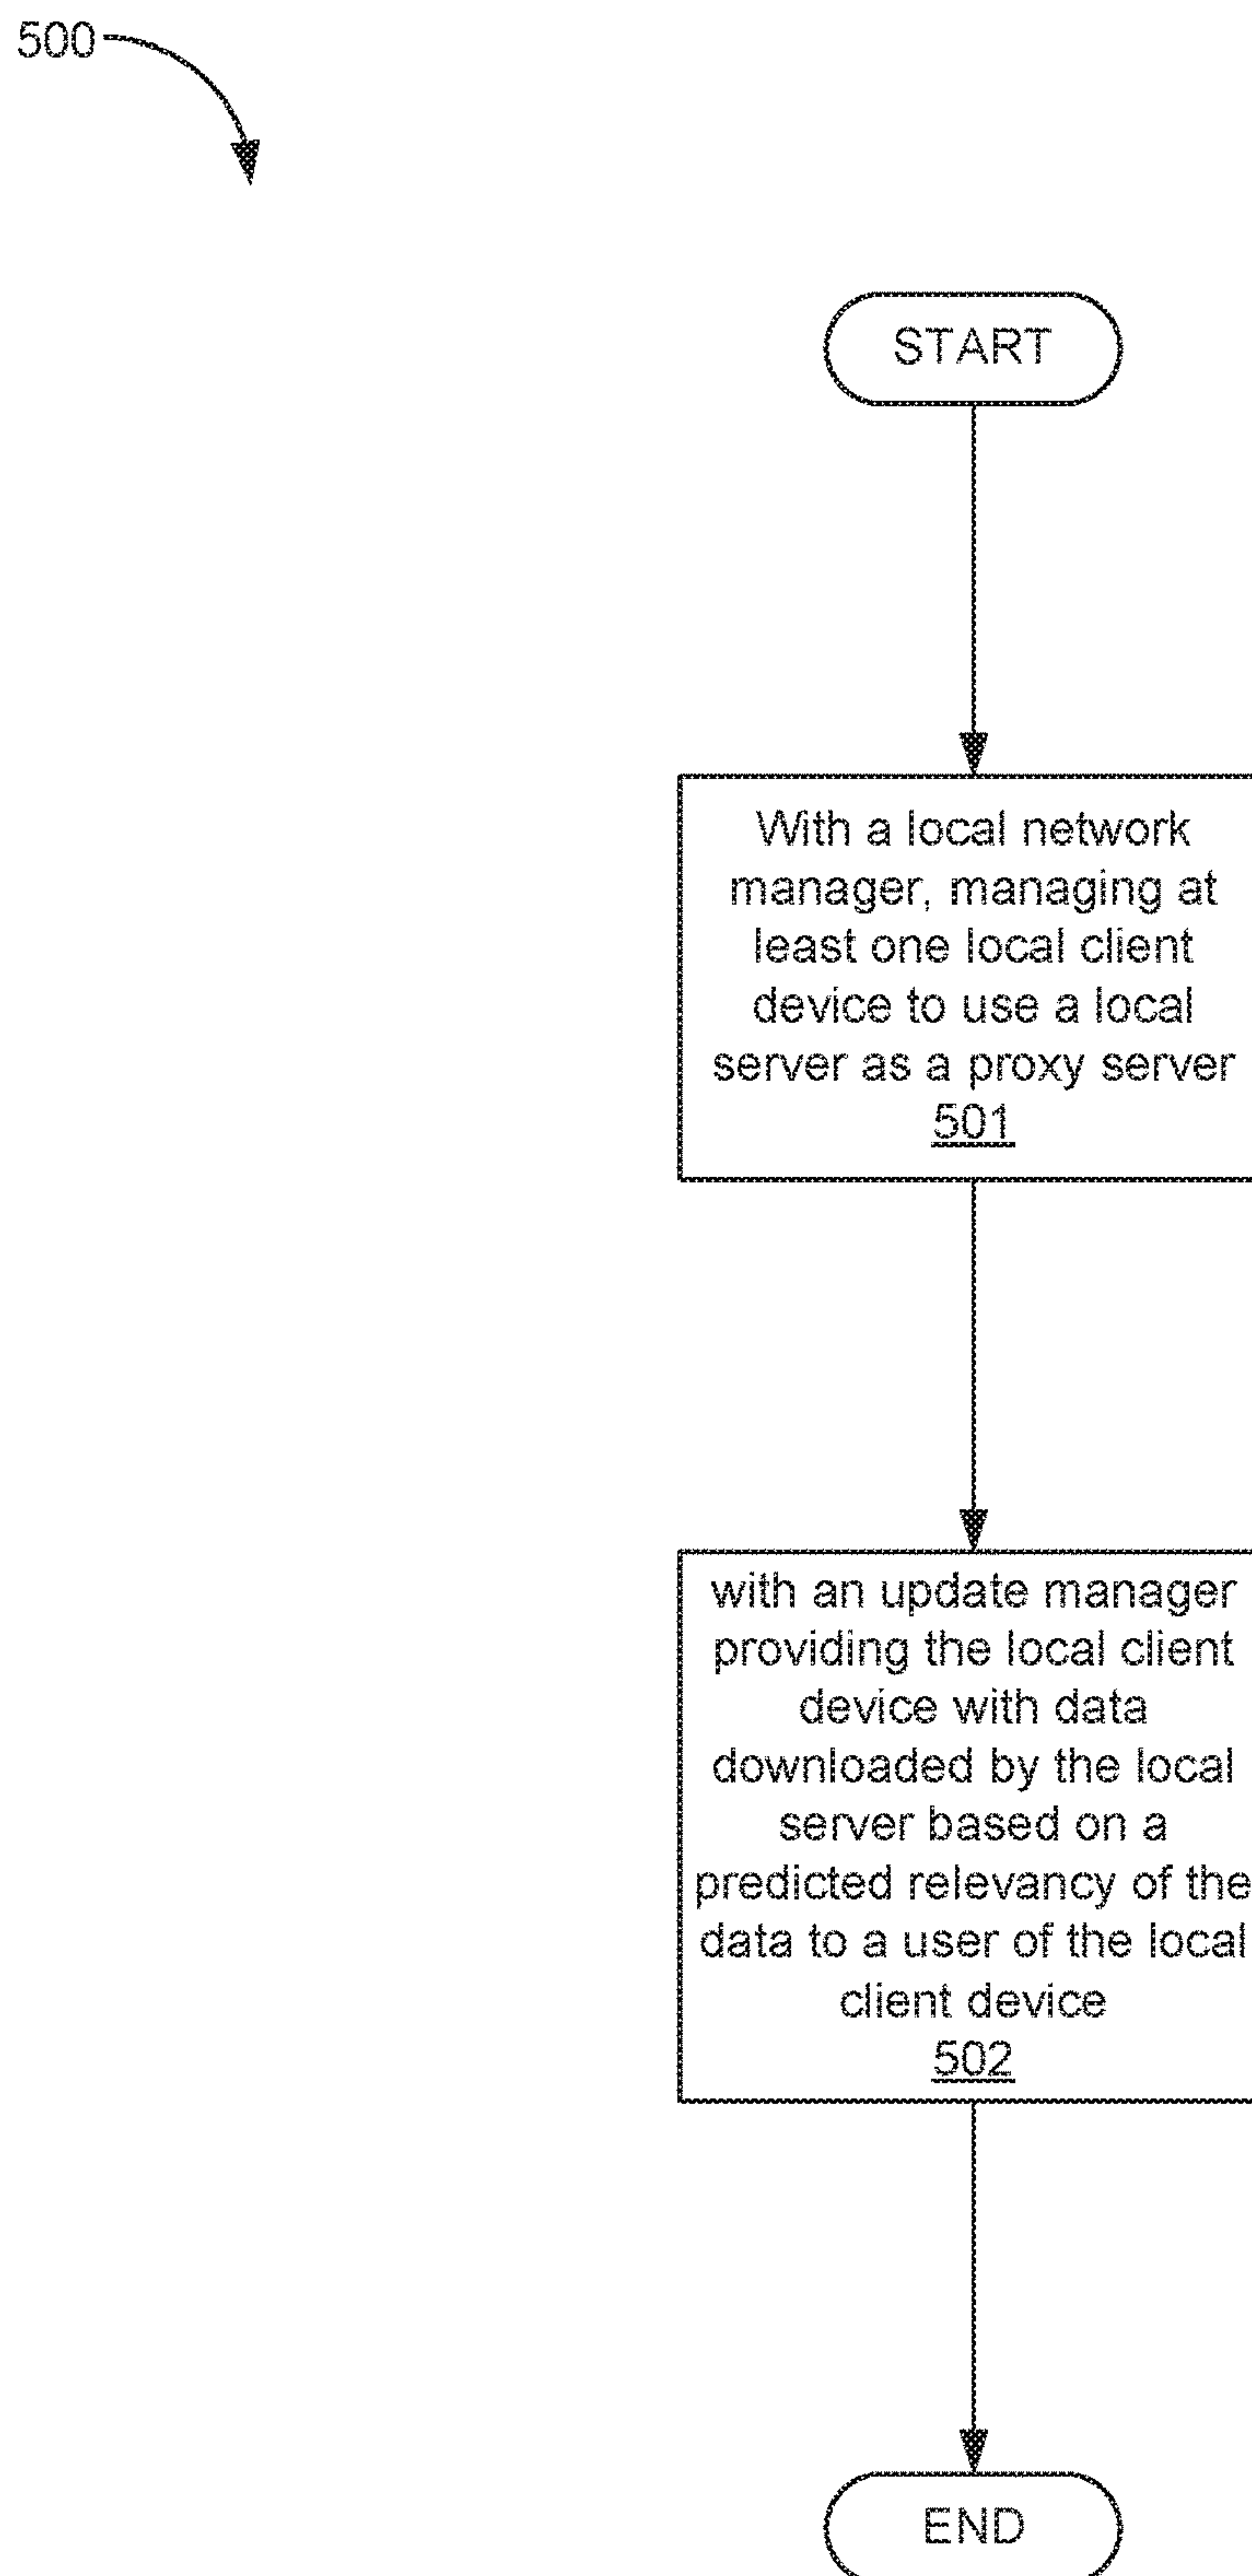 500
START
With a local network
manager, managing at
least one local client
device to use a local
server as a proxy server
501
with an update manager
providing the local client
device with data
downloaded by the local
server based on a
predicted relevancy of the
data to a user of the local
client device
502
END